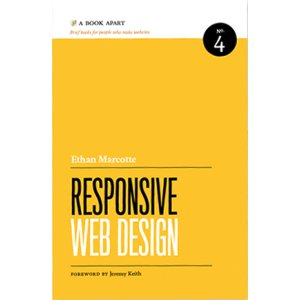 A BOOK APART
Brief books for people who make websites
No.
4
Ethan Marcotte
RESPONSIVE
WEB DESIGN
FOREWORD BY Jeremy Keith